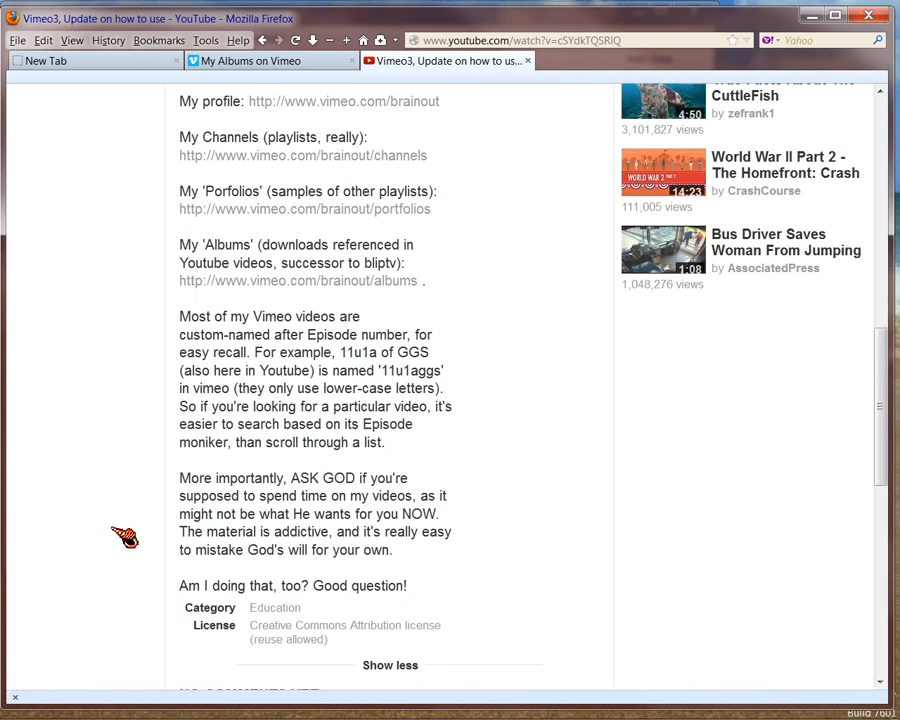 Vimeo3, Update on how to use - YouTube - Mozilla Firefox
File Edit View History Bookmarks Tools Help
www.youtube.com/watch?v=cSYdkTQSRIQ
Yahoo
New Tab
My Albums on Vimeo
Vimeo3, Update on how to us...
My profile: http://www.vimeo.com/brainout
My Channels (playlists, really):
http://www.vimeo.com/brainout/channels
My 'Porfolios' (samples of other playlists):
http://www.vimeo.com/brainout/portfolios
My 'Albums' (downloads referenced in
Youtube videos, successor to bliptv):
http://www.vimeo.com/brainout/albums .
Most of my Vimeo videos are
custom-named after Episode number, for
easy recall. For example, 11u1a of GGS
(also here in Youtube) is named '11u1aggs'
in vimeo (they only use lower-case letters).
So if you're looking for a particular video, it's
easier to search based on its Episode
moniker, than scroll through a list.
More importantly, ASK GOD if you're
supposed to spend time on my videos, as it
might not be what He wants for you NOW.
The material is addictive, and it's really easy
to mistake God's will for your own.
Am I doing that, too? Good question!
Category Education
License Creative Commons Attribution license
(reuse allowed)
Show less
CuttleFish
by zefrank1
4:50
3,101,827 views
World War II Part 2 -
The Homefront: Crash
by CrashCourse
14:23
111,005 views
Bus Driver Saves
Woman From Jumping
by AssociatedPress
1:08
1,048,276 views
Build 7601